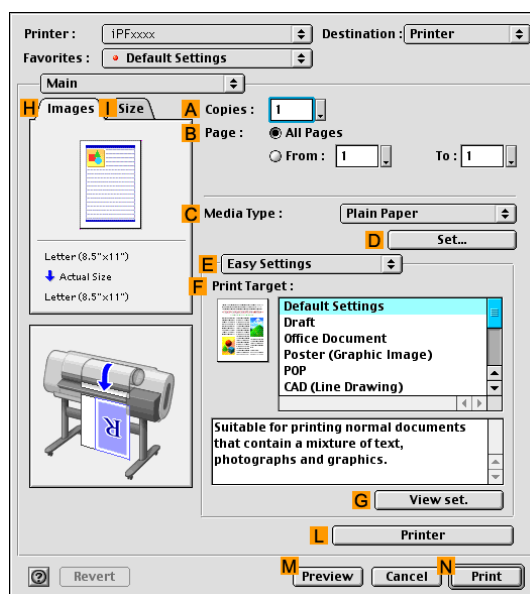 Printer : iPFxxxx Destination : Printer
Favorites : Default Settings
Main
H Images I Size
A Copies : 1
B Page : All Pages
From : 1 To : 1
C Media Type : Plain Paper
D Set...
Letter (8.5"x11")
Actual Size
Letter (8.5"x11")
E Easy Settings
F Print Target :
Default Settings
Draft
Office Document
Poster (Graphic Image)
POP
CAD (Line Drawing)
R
Suitable for printing normal documents
that contain a mixture of text,
photographs and graphics.
G View set.
L Printer
? Revert M Preview Cancel N Print